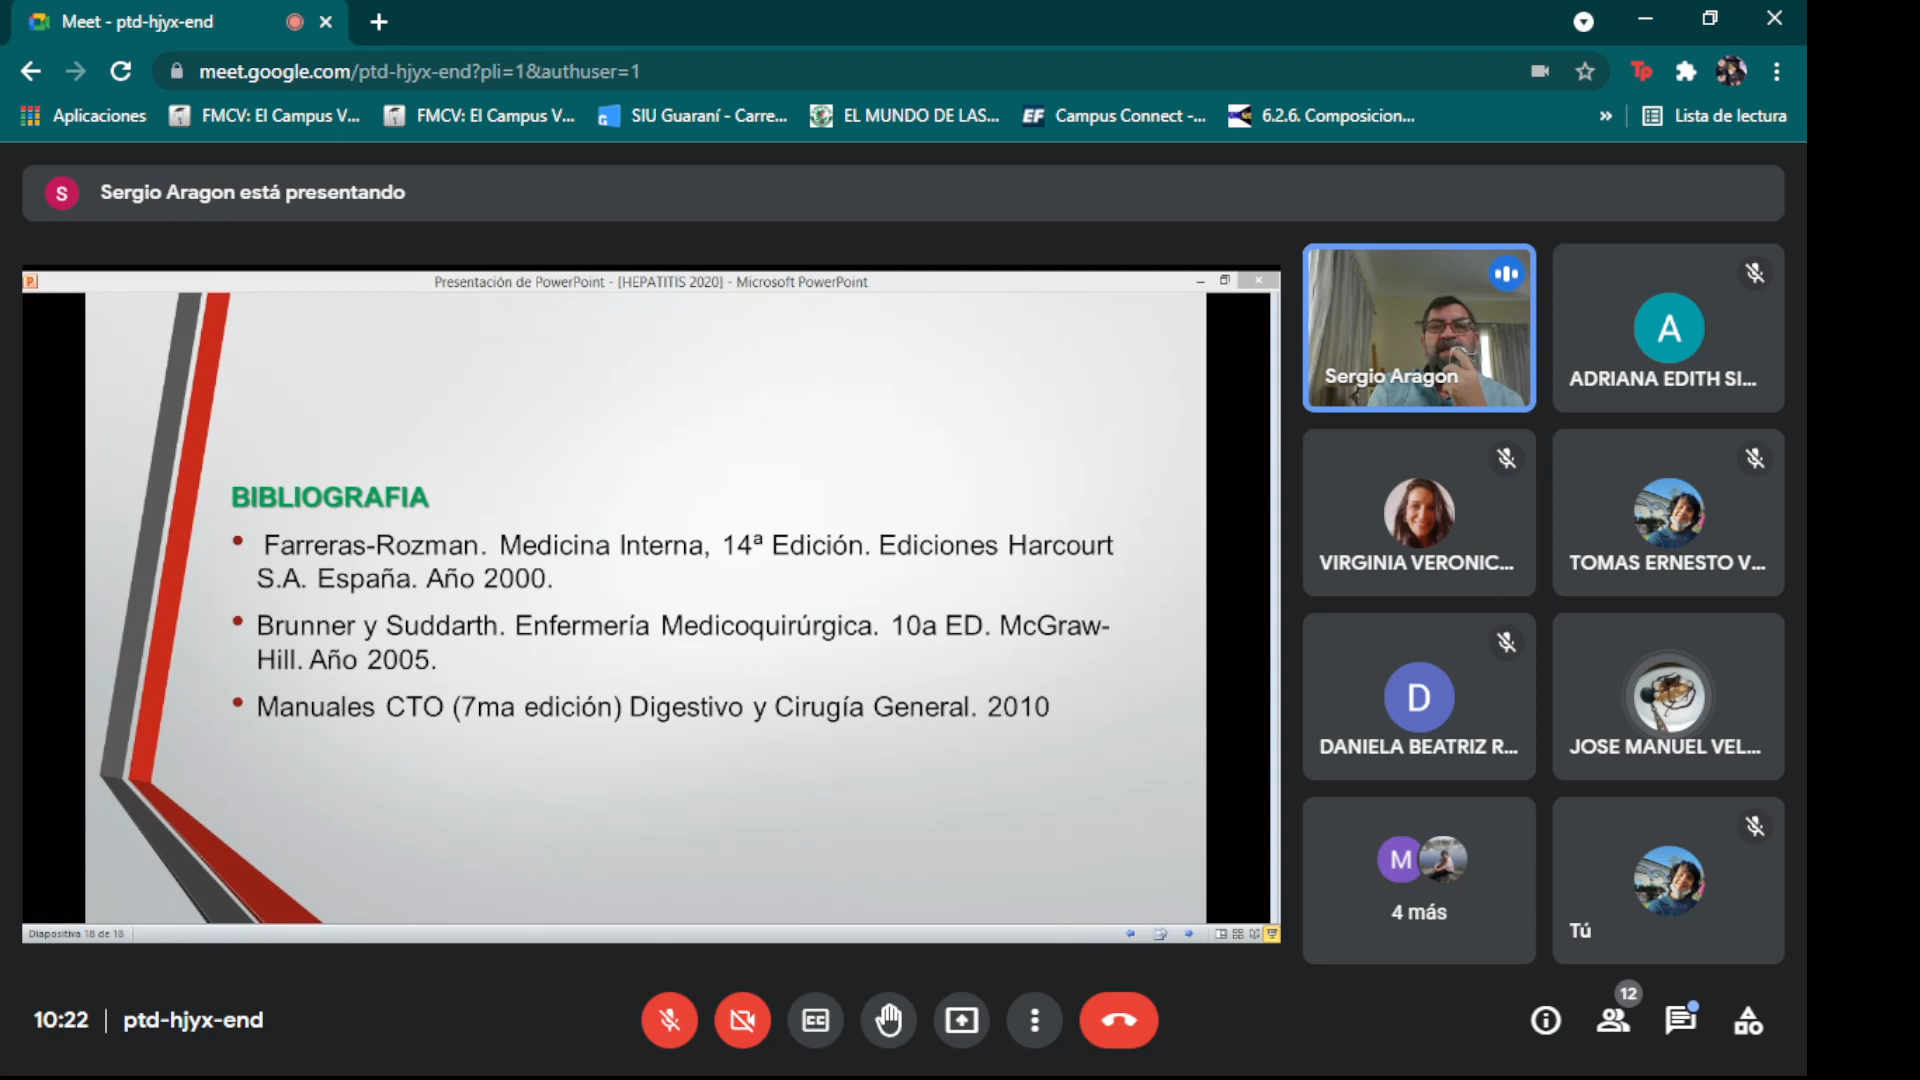 Meet - ptd-hjyx-end
meet.google.com/ptd-hjyx-end?pli=1&authuser=1
Tp
Aplicaciones
FMCV: El Campus V...
FMCV: El Campus V...
SIU Guaraní - Carre...
EL MUNDO DE LAS...
EF Campus Connect -...
6.2.6. Composicion...
»
Lista de lectura
S Sergio Aragon está presentando
Presentación de PowerPoint - [HEPATITIS 2020] - Microsoft PowerPoint
BIBLIOGRAFIA
• Farreras-Rozman. Medicina Interna, 14ª Edición. Ediciones Harcourt
S.A. España. Año 2000.
• Brunner y Suddarth. Enfermería Medicoquirúrgica. 10a ED. McGraw-
Hill. Año 2005.
• Manuales CTO (7ma edición) Digestivo y Cirugía General. 2010
Diapositiva 18 de 18
Sergio Aragon
A
ADRIANA EDITH SI...
VIRGINIA VERONIC...
TOMAS ERNESTO V...
D
DANIELA BEATRIZ R...
JOSE MANUEL VEL...
M
4 más
Tú
10:22 | ptd-hjyx-end
CC
12